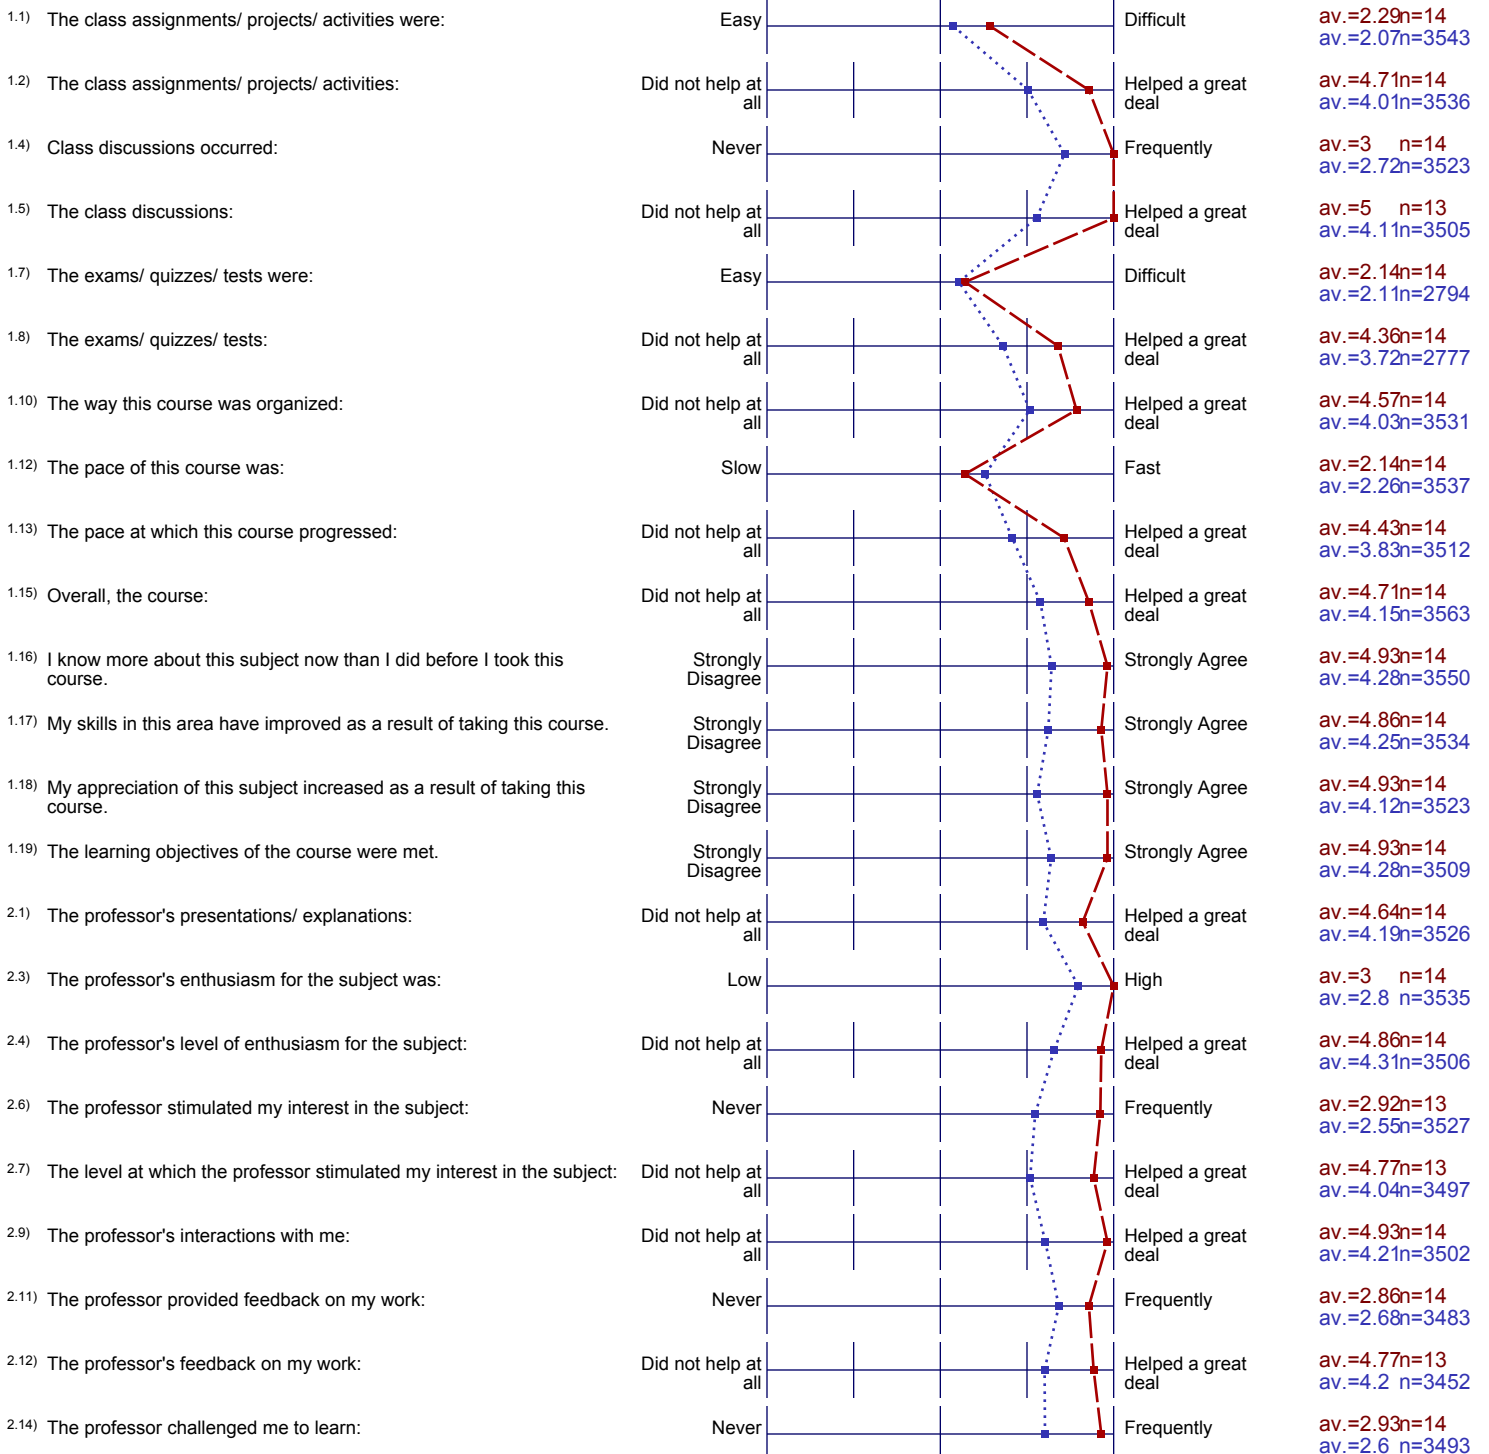 1.1) The class assignments/ projects/ activities were: Easy Difficult av.=2.29n=14
av.=2.07n=3543
1.2) The class assignments/ projects/ activities: Did not help at Helped a great av.=4.71n=14
all deal av.=4.01n=3536
1.4) Class discussions occurred: Never Frequently av.=3 n=14
av.=2.72n=3523
1.5) The class discussions: Did not help at Helped a great av.=5 n=13
all deal av.=4.11n=3505
1.7) The exams/ quizzes/ tests were: Easy Difficult av.=2.14n=14
av.=2.11n=2794
1.8) The exams/ quizzes/ tests: Did not help at Helped a great av.=4.36n=14
all deal av.=3.72n=2777
1.10) The way this course was organized: Did not help at Helped a great av.=4.57n=14
all deal av.=4.03n=3531
1.12) The pace of this course was: Slow Fast av.=2.14n=14
av.=2.26n=3537
1.13) The pace at which this course progressed: Did not help at Helped a great av.=4.43n=14
all deal av.=3.83n=3512
1.15) Overall, the course: Did not help at Helped a great av.=4.71n=14
all deal av.=4.15n=3563
1.16) I know more about this subject now than I did before I took this Strongly Strongly Agree av.=4.93n=14
course. Disagree av.=4.28n=3550
1.17) My skills in this area have improved as a result of taking this course. Strongly Strongly Agree av.=4.86n=14
Disagree av.=4.25n=3534
1.18) My appreciation of this subject increased as a result of taking this Strongly Strongly Agree av.=4.93n=14
course. Disagree av.=4.12n=3523
1.19) The learning objectives of the course were met. Strongly Strongly Agree av.=4.93n=14
Disagree av.=4.28n=3509
2.1) The professor's presentations/ explanations: Did not help at Helped a great av.=4.64n=14
all deal av.=4.19n=3526
2.3) The professor's enthusiasm for the subject was: Low High av.=3 n=14
av.=2.8 n=3535
2.4) The professor's level of enthusiasm for the subject: Did not help at Helped a great av.=4.86n=14
all deal av.=4.31n=3506
2.6) The professor stimulated my interest in the subject: Never Frequently av.=2.92n=13
av.=2.55n=3527
2.7) The level at which the professor stimulated my interest in the subject: Did not help at Helped a great av.=4.77n=13
all deal av.=4.04n=3497
2.9) The professor's interactions with me: Did not help at Helped a great av.=4.93n=14
all deal av.=4.21n=3502
2.11) The professor provided feedback on my work: Never Frequently av.=2.86n=14
av.=2.68n=3483
2.12) The professor's feedback on my work: Did not help at Helped a great av.=4.77n=13
all deal av.=4.2 n=3452
2.14) The professor challenged me to learn: Never Frequently av.=2.93n=14
av.=2.6 n=3493